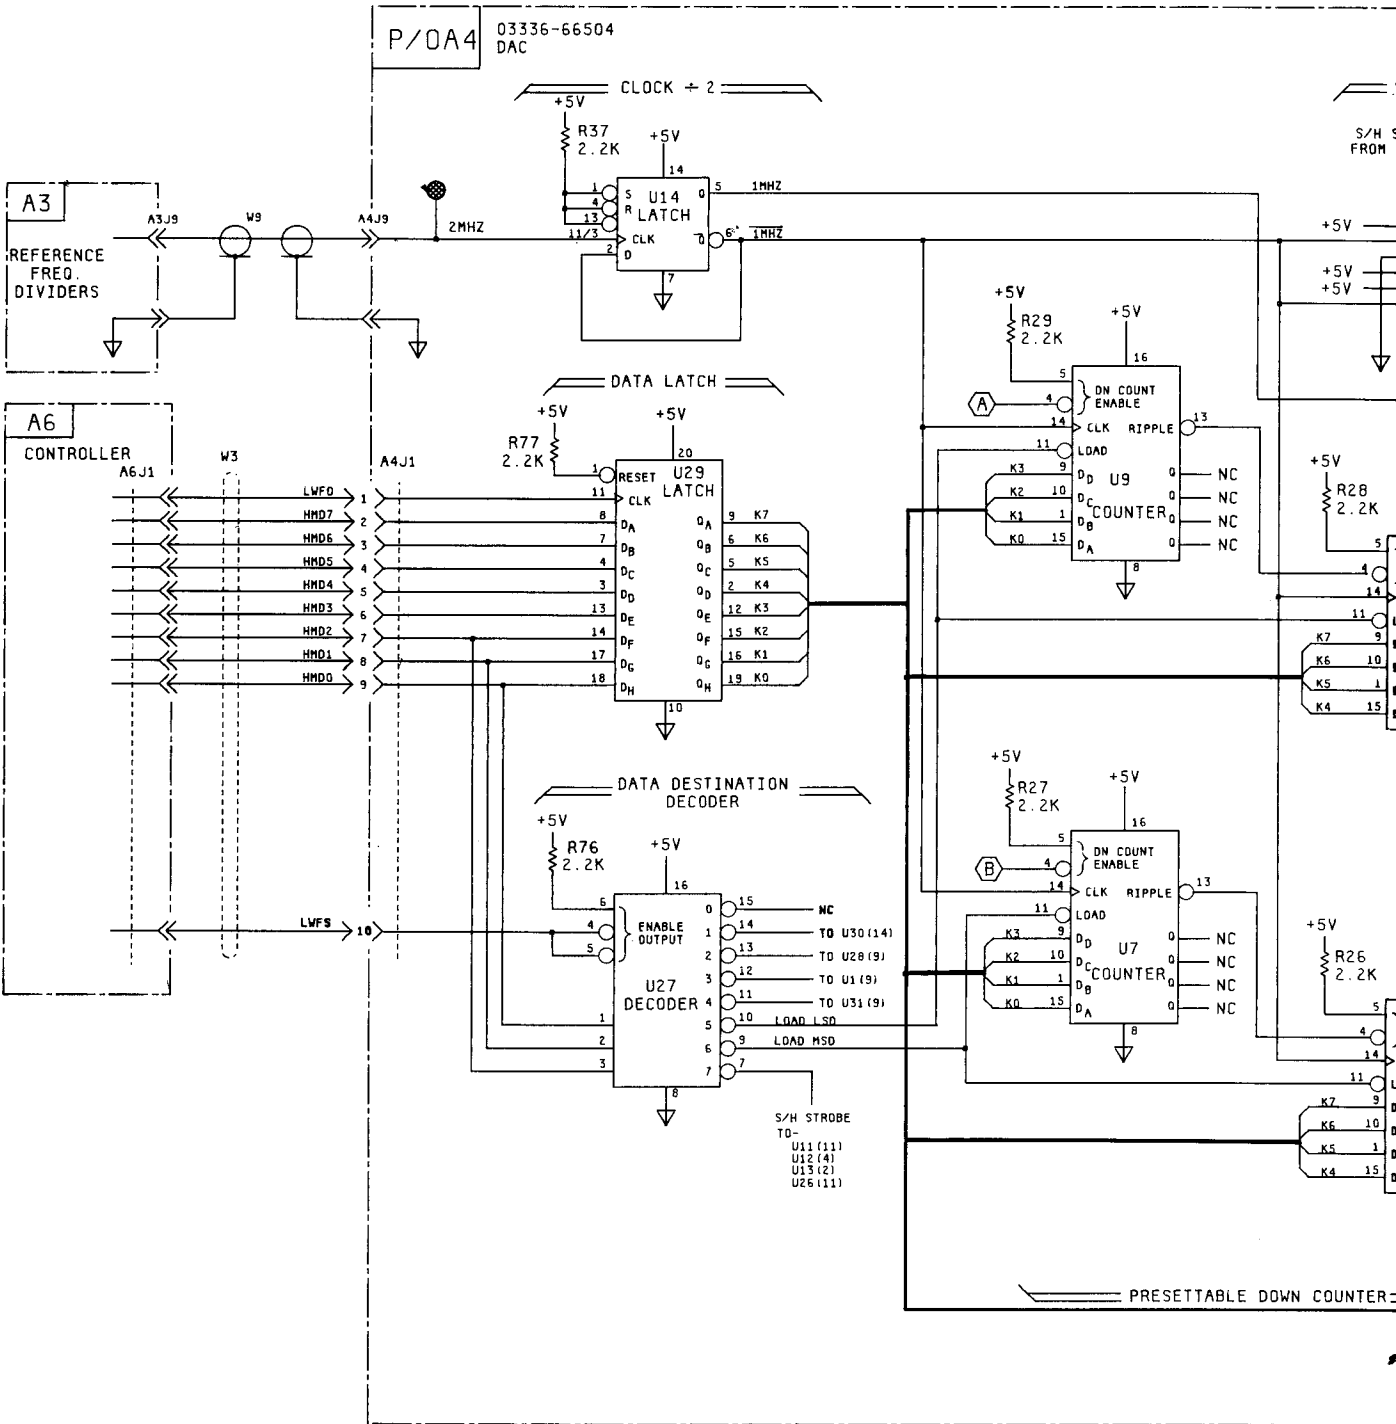 P/OA4
03336-66504
DAC
CLOCK ÷ 2
+5V
R37
2.2K
+5V
14
1
4
13
11/3
2
S
R
CLK
D
U14
LATCH
Q
Q
5
6
7
1MHZ
1MHZ
S/H
FROM
A3
REFERENCE
FREQ.
DIVIDERS
A3J9
W9
A4J9
2MHZ
+5V
+5V
+5V
+5V
R29
2.2K
+5V
16
5
4
14
11
9
10
1
15
A
DN COUNT
ENABLE
CLK
RIPPLE
13
LOAD
K3
K2
K1
K0
DD
DC
DB
DA
U9
COUNTER
Q
Q
Q
Q
NC
NC
NC
NC
8
+5V
R28
2.2K
5
4
14
11
K7 9
K6 10
K5 1
K4 15
DATA LATCH
+5V
R77
2.2K
+5V
20
1
11
8
7
4
3
13
14
17
18
RESET
CLK
U29
LATCH
DA
DB
DC
DD
DE
DF
DG
DH
QA
QB
QC
QD
QE
QF
QG
QH
9 K7
6 K6
5 K5
2 K4
12 K3
15 K2
16 K1
19 K0
10
A6
CONTROLLER
A6J1
W3
A4J1
LWFO 1
HMD7 2
HMD6 3
HMD5 4
HMD4 5
HMD3 6
HMD2 7
HMD1 8
HMD0 9
LWFS 10
DATA DESTINATION
DECODER
+5V
R76
2.2K
+5V
16
6
4
5
1
2
3
ENABLE
OUTPUT
U27
DECODER
0 15 NC
1 14 TO U30(14)
2 13 TO U28(9)
3 12 TO U1(9)
4 11 TO U31(9)
5 10 LOAD LSD
6 9 LOAD MSD
7 7
8
S/H STROBE
TO-
U11(11)
U12(4)
U13(2)
U26(11)
+5V
R27
2.2K
+5V
16
5
4
14
11
9
10
1
15
B
DN COUNT
ENABLE
CLK
RIPPLE
13
LOAD
K3
K2
K1
K0
DD
DC
DB
DA
U7
COUNTER
Q
Q
Q
Q
NC
NC
NC
NC
8
+5V
R26
2.2K
5
4
14
11
K7 9
K6 10
K5 1
K4 15
PRESETTABLE DOWN COUNTER